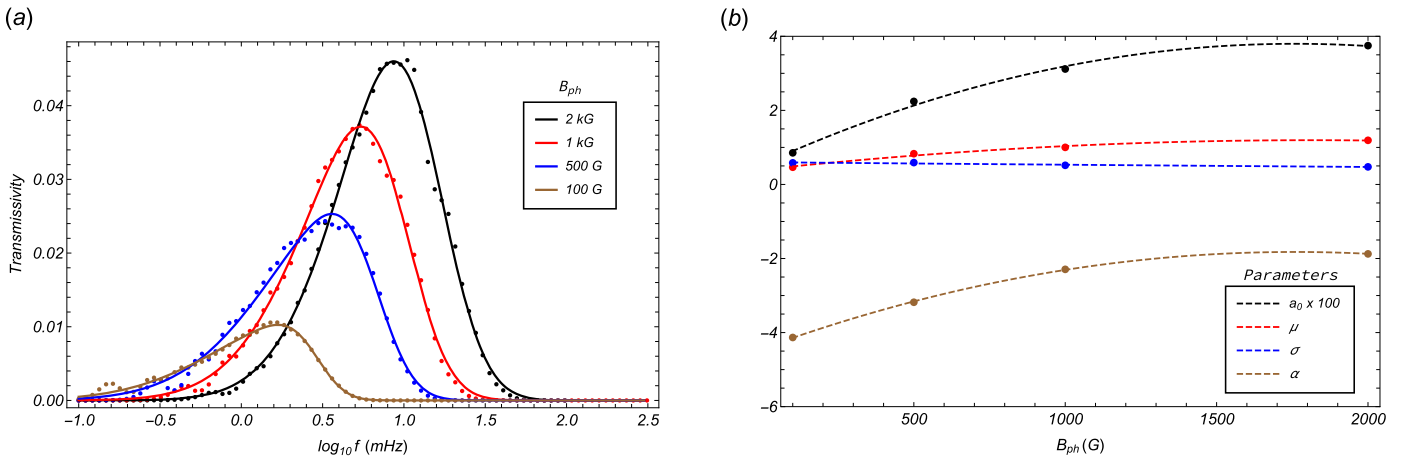 (a)
B_ph
2 kG
1 kG
500 G
100 G
Transmissivity
0.04
0.03
0.02
0.01
0.00
−1.0 −0.5 0.0 0.5 1.0 1.5 2.0 2.5
log₁₀ f (mHz)
(b)
4
2
0
−2
−4
−6
Parameters
a₀ x 100
μ
σ
α
500 1000 1500 2000
B_ph (G)